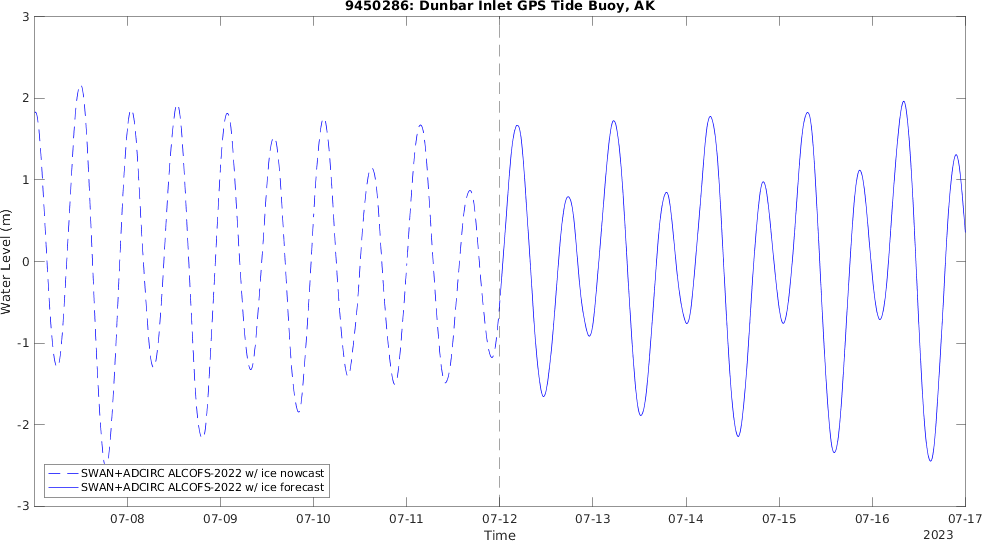 9450286: Dunbar Inlet GPS Tide Buoy, AK
3
2
1
0
-1
-2
-3
Water Level (m)
SWAN+ADCIRC ALCOFS-2022 w/ ice nowcast
SWAN+ADCIRC ALCOFS-2022 w/ ice forecast
07-08 07-09 07-10 07-11 07-12 07-13 07-14 07-15 07-16 07-17
Time
2023